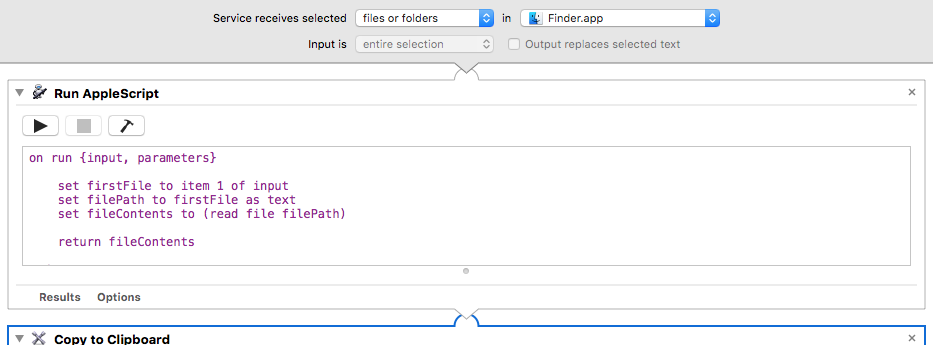 Service receives selected files or folders in Finder.app
Input is entire selection Output replaces selected text
Run AppleScript
on run {input, parameters}
set firstFile to item 1 of input
set filePath to firstFile as text
set fileContents to (read file filePath)
return fileContents
Results Options
Copy to Clipboard